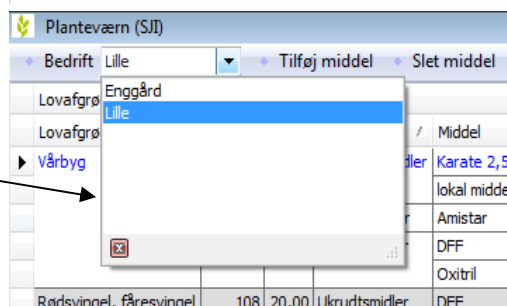 Planteværn (SJI)
Bedrift Lille Tilføj middel Slet middel
Enggård
Lille
Lovafgrø
Lovafgrø Middel
Vårbyg dler Karate 2,5
lokal midde
r Amistar
r DFF
Oxitril
Rødsvingel, fåresvingel 108 20,00 Ukrudtsmidler DFF